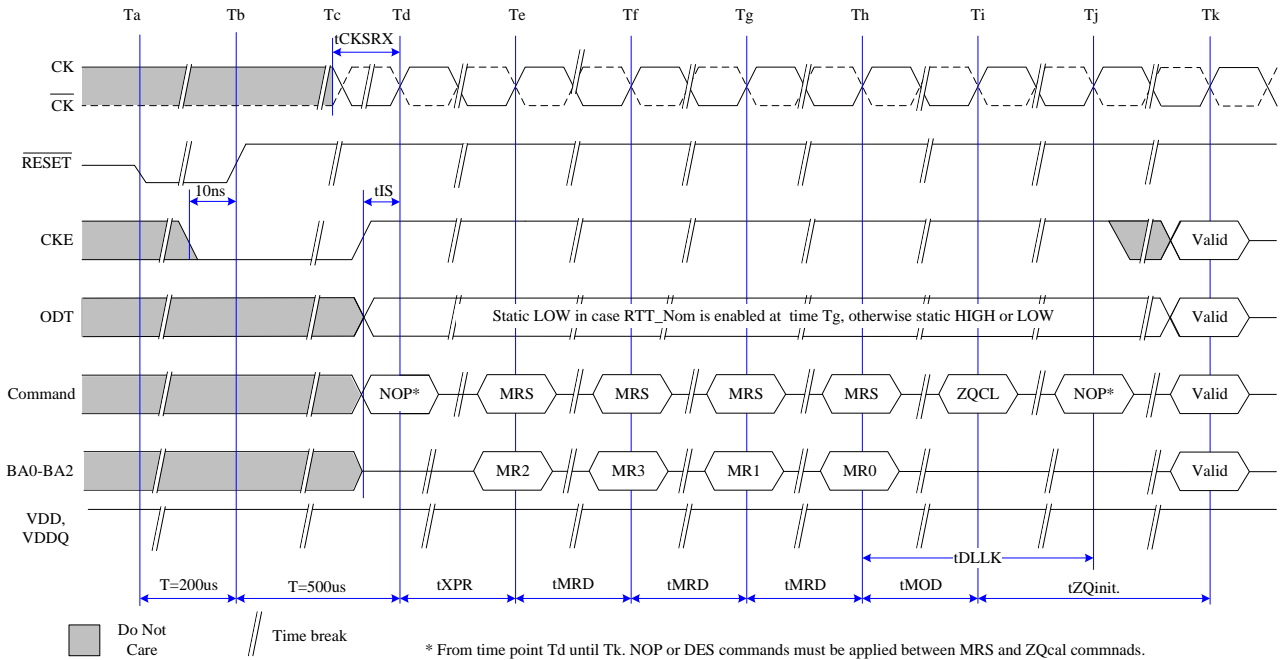 Ta Tb Tc Td Te Tf Tg Th Ti Tj Tk
tCKSRX
CK
CK
RESET
10ns
tIS
CKE
Valid
ODT
Static LOW in case RTT_Nom is enabled at time Tg, otherwise static HIGH or LOW
Valid
Command
NOP* MRS MRS MRS MRS ZQCL NOP* Valid
BA0-BA2
MR2 MR3 MR1 MR0 Valid
VDD,
VDDQ
tDLLK
T=200us T=500us tXPR tMRD tMRD tMRD tMOD tZQinit.
Do Not
Care
Time break
* From time point Td until Tk. NOP or DES commands must be applied between MRS and ZQcal commnads.